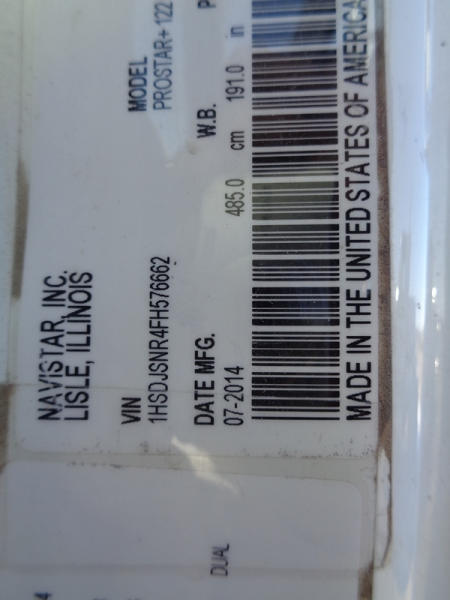 NAVISTAR, INC.
LISLE, ILLINOIS
VIN
1HSDJSNR4FH576662
MODEL
PROSTAR+ 122
DATE MFG.
07-2014
W.B.
485.0 cm 191.0 in
MADE IN THE UNITED STATES OF AMERICA
DUAL